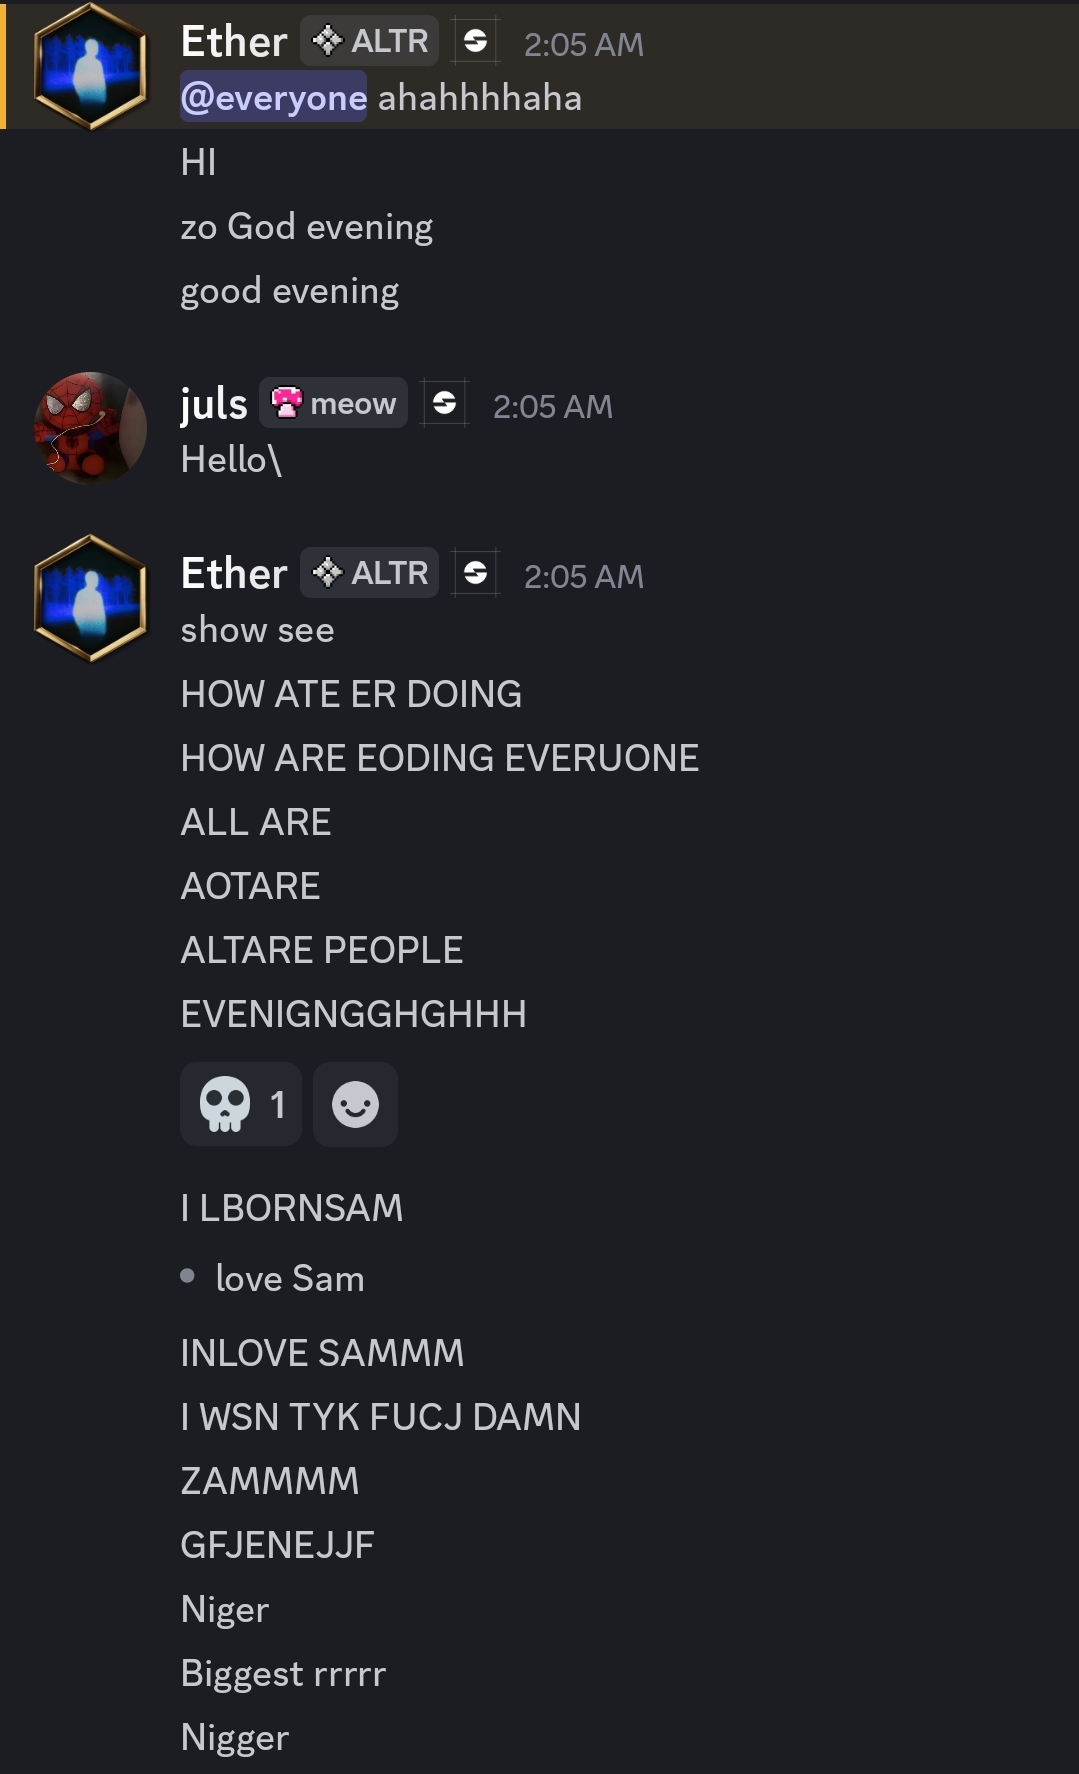 Ether ALTR 2:05 AM
@everyone ahahhhhaha
HI
zo God evening
good evening
juls meow 2:05 AM
Hello\
Ether ALTR 2:05 AM
show see
HOW ATE ER DOING
HOW ARE EODING EVERUONE
ALL ARE
AOTARE
ALTARE PEOPLE
EVENIGNGGHGHHH
1
I LBORNSAM
• love Sam
INLOVE SAMMM
I WSN TYK FUCJ DAMN
ZAMMMM
GFJENEJJF
Niger
Biggest rrrrr
Nigger